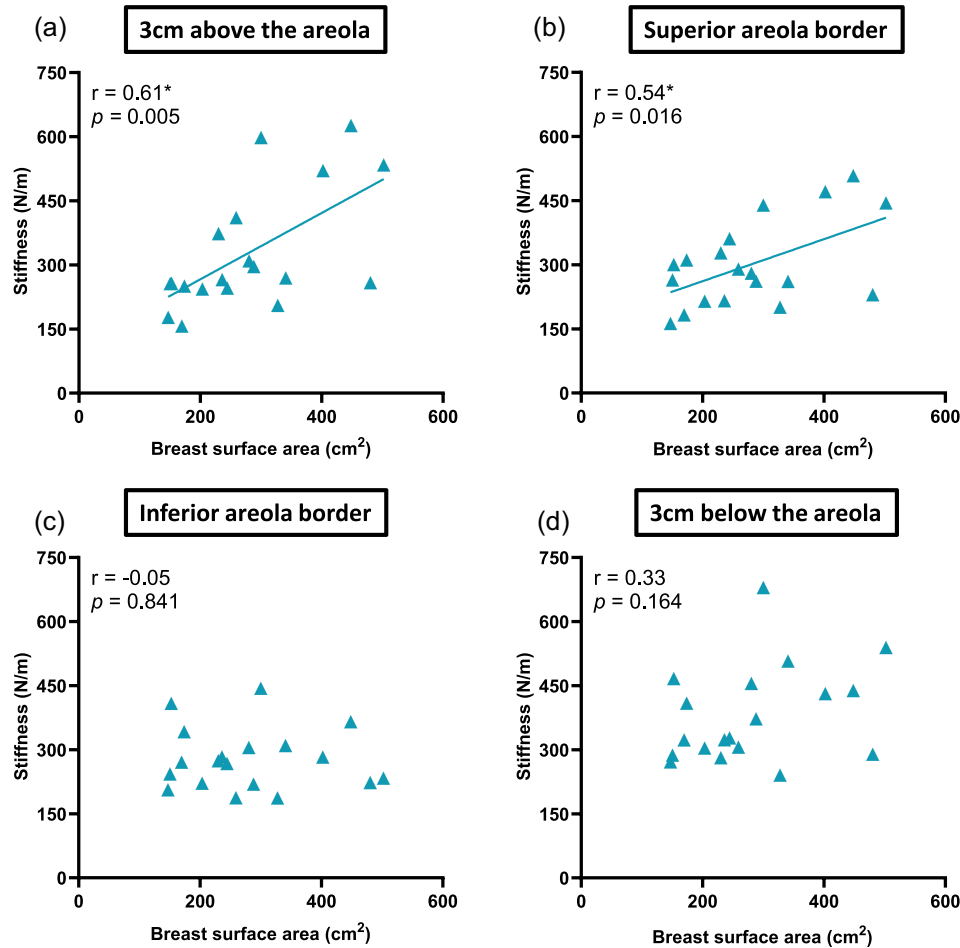 (a)
3cm above the areola
r = 0.61*
p = 0.005
Stiffness (N/m)
750
600
450
300
150
0
0 200 400 600
Breast surface area (cm²)
(b)
Superior areola border
r = 0.54*
p = 0.016
Stiffness (N/m)
750
600
450
300
150
0
0 200 400 600
Breast surface area (cm²)
(c)
Inferior areola border
r = -0.05
p = 0.841
Stiffness (N/m)
750
600
450
300
150
0
0 200 400 600
Breast surface area (cm²)
(d)
3cm below the areola
r = 0.33
p = 0.164
Stiffness (N/m)
750
600
450
300
150
0
0 200 400 600
Breast surface area (cm²)